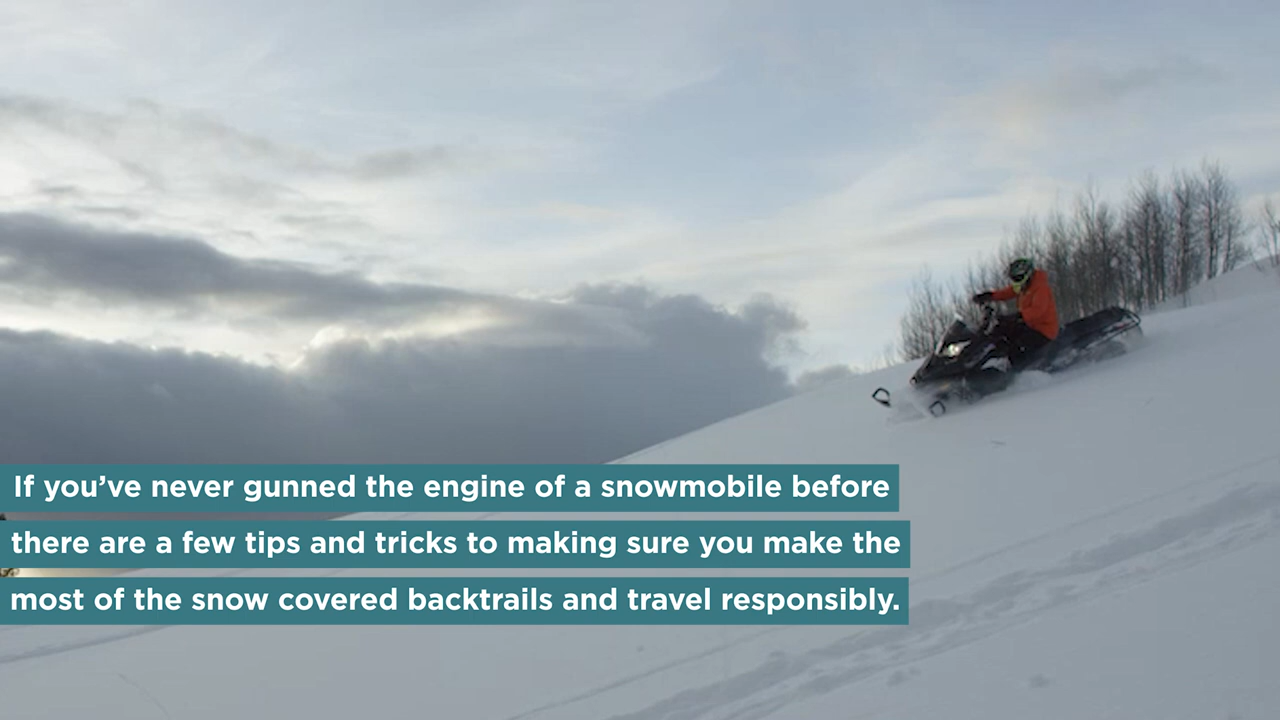 If you’ve never gunned the engine of a snowmobile before
there are a few tips and tricks to making sure you make the
most of the snow covered backtrails and travel responsibly.